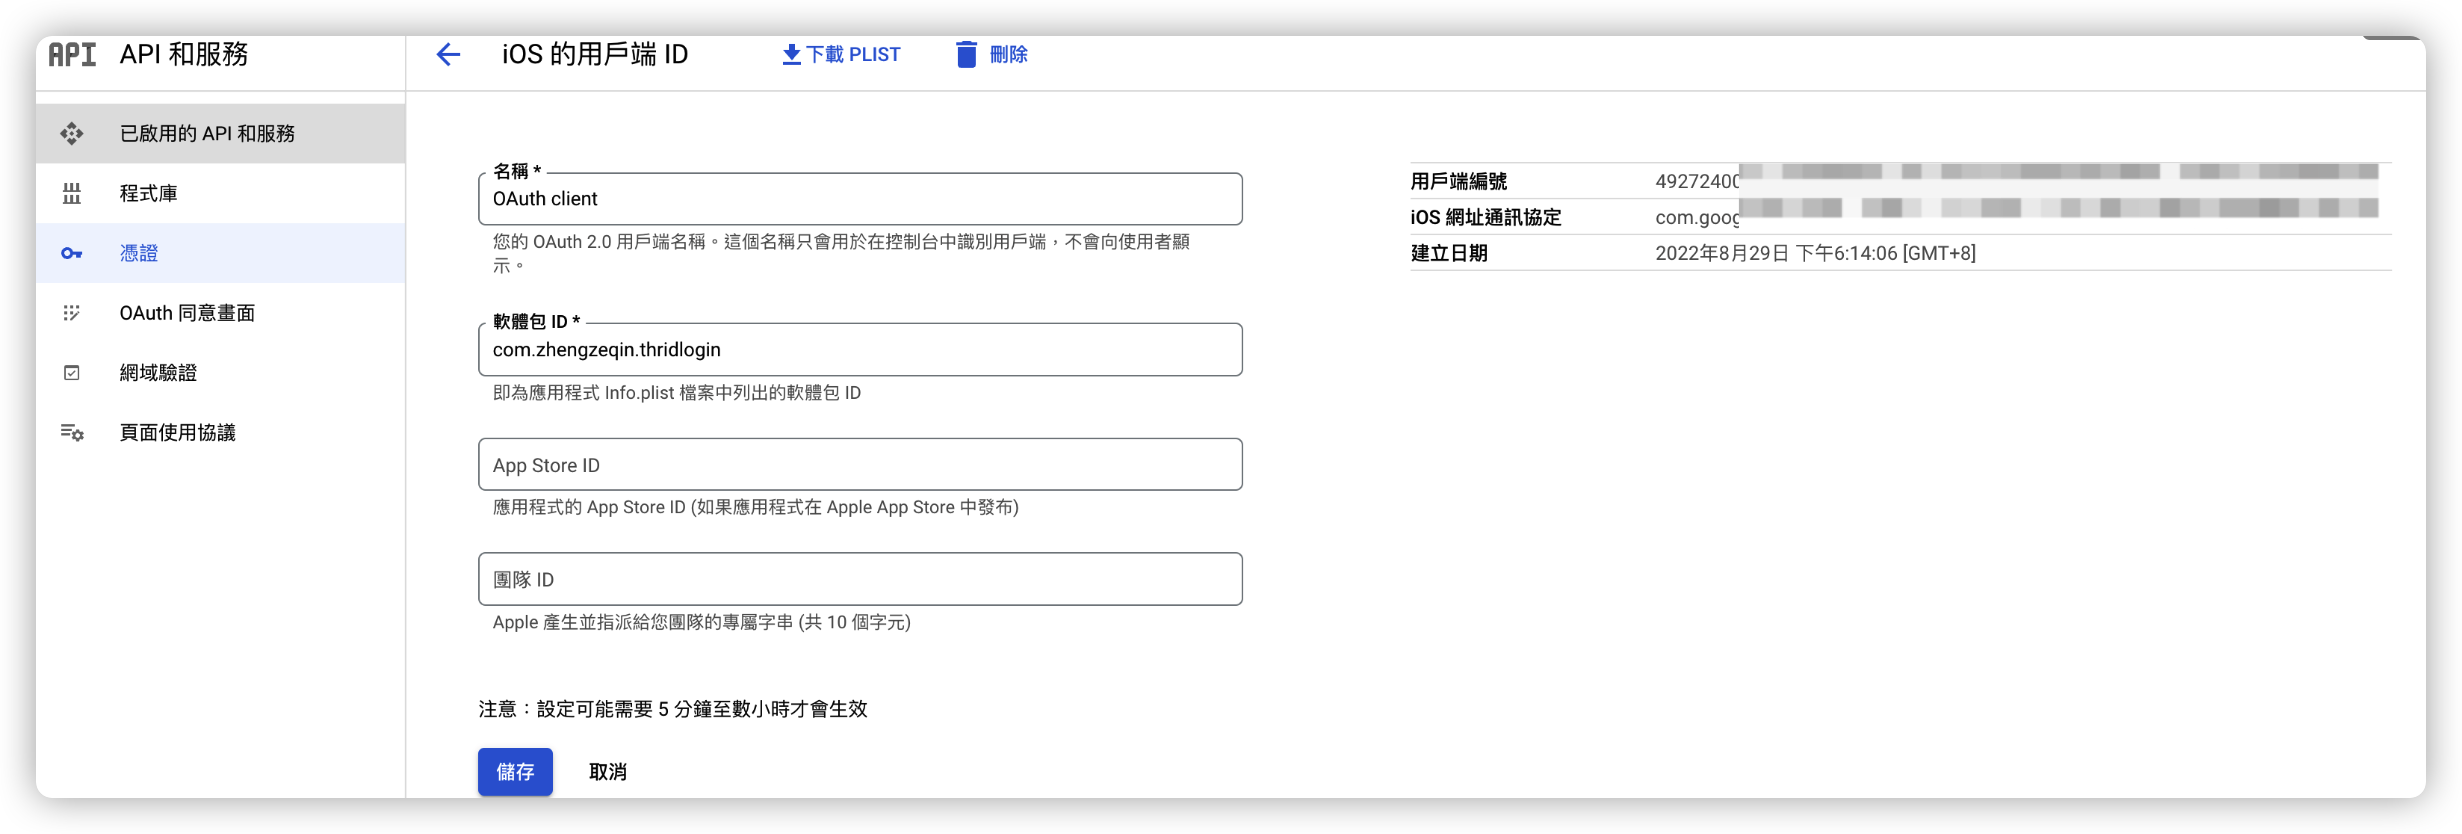 API API 和服務
已啟用的 API 和服務
程式庫
憑證
OAuth 同意畫面
網域驗證
頁面使用協議
iOS 的用戶端 ID
下載 PLIST
刪除
名稱 *
OAuth client
您的 OAuth 2.0 用戶端名稱。這個名稱只會用於在控制台中識別用戶端，不會向使用者顯
示。
軟體包 ID *
com.zhengzeqin.thridlogin
即為應用程式 Info.plist 檔案中列出的軟體包 ID
App Store ID
應用程式的 App Store ID (如果應用程式在 Apple App Store 中發布)
團隊 ID
Apple 產生並指派給您團隊的專屬字串 (共 10 個字元)
注意：設定可能需要 5 分鐘至數小時才會生效
儲存 取消
用戶端編號 49272400
iOS 網址通訊協定 com.goog
建立日期 2022年8月29日 下午6:14:06 [GMT+8]